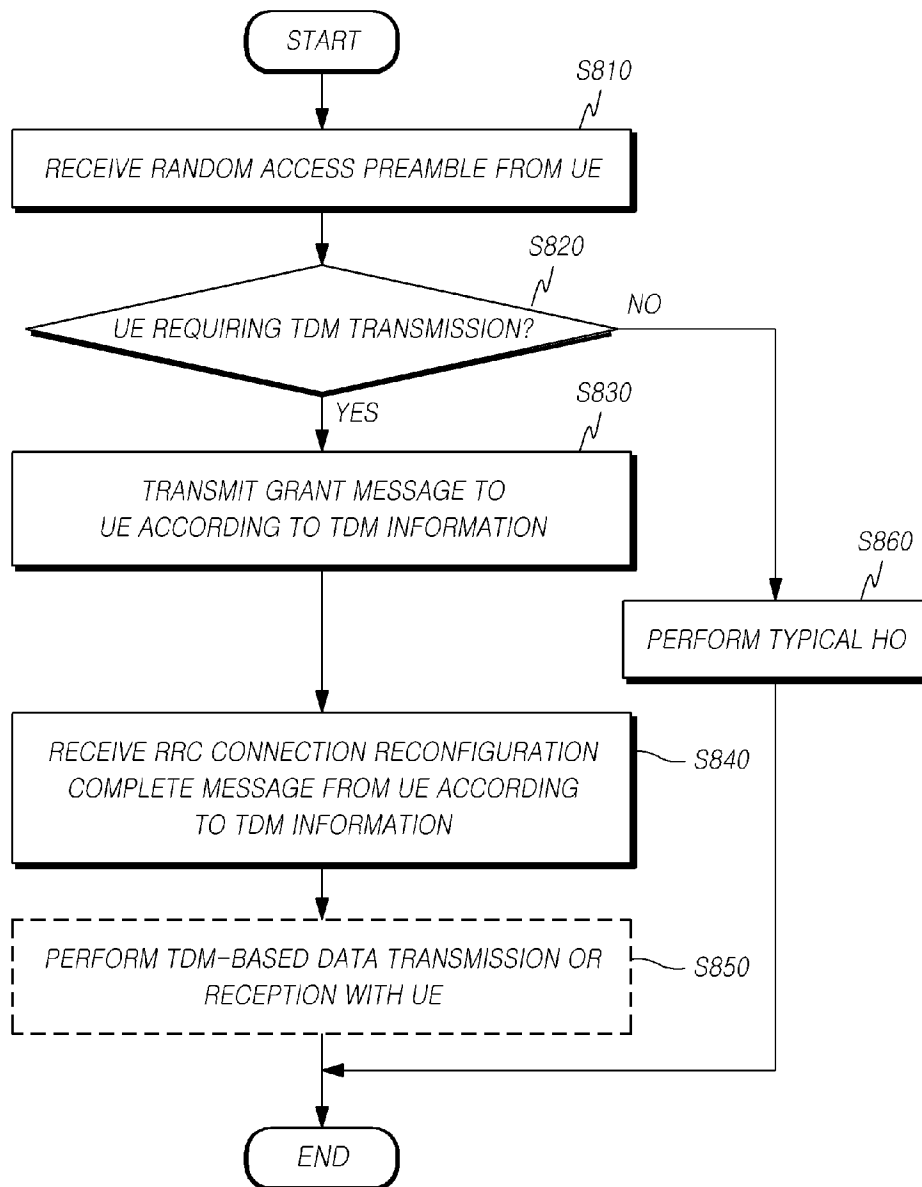 START
S810
RECEIVE RANDOM ACCESS PREAMBLE FROM UE
S820
UE REQUIRING TDM TRANSMISSION?
NO
YES
S830
TRANSMIT GRANT MESSAGE TO
UE ACCORDING TO TDM INFORMATION
S860
PERFORM TYPICAL HO
RECEIVE RRC CONNECTION RECONFIGURATION
COMPLETE MESSAGE FROM UE ACCORDING
TO TDM INFORMATION
S840
PERFORM TDM-BASED DATA TRANSMISSION OR
RECEPTION WITH UE
S850
END